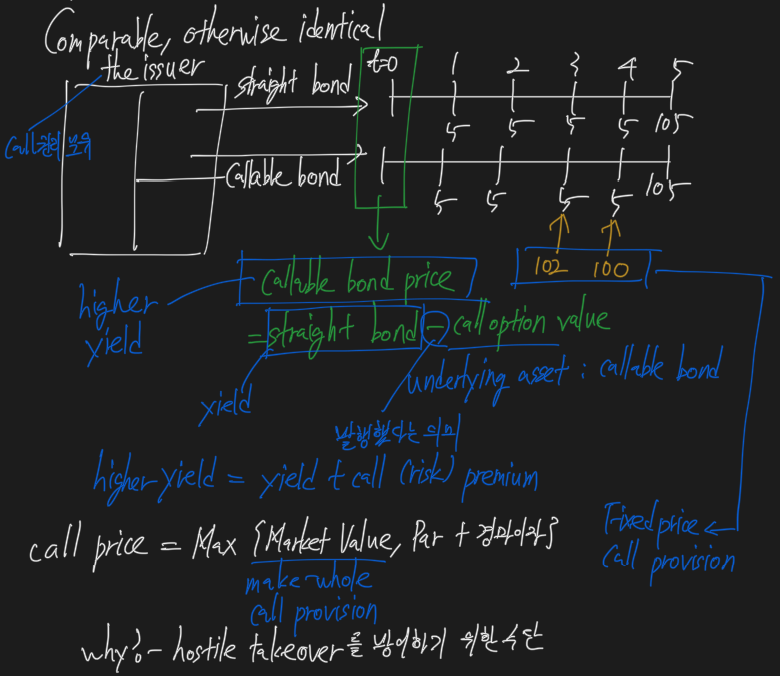 Comparable, otherwise identical
the issuer
straight bond
t=0 1 2 3 4 5
5 5 5 5 105
call권리 보유
callable bond
5 5 5 5 105
102 100
callable bond price
higher
yield
= straight bond - call option value
underlying asset : callable bond
yield
발행했다는 의미
higher yield = yield + call (risk) premium
Fixed price
call provision
call price = Max {Market Value, Par + 경과이자}
make-whole
call provision
why? - hostile takeover를 방어하기 위한 수단